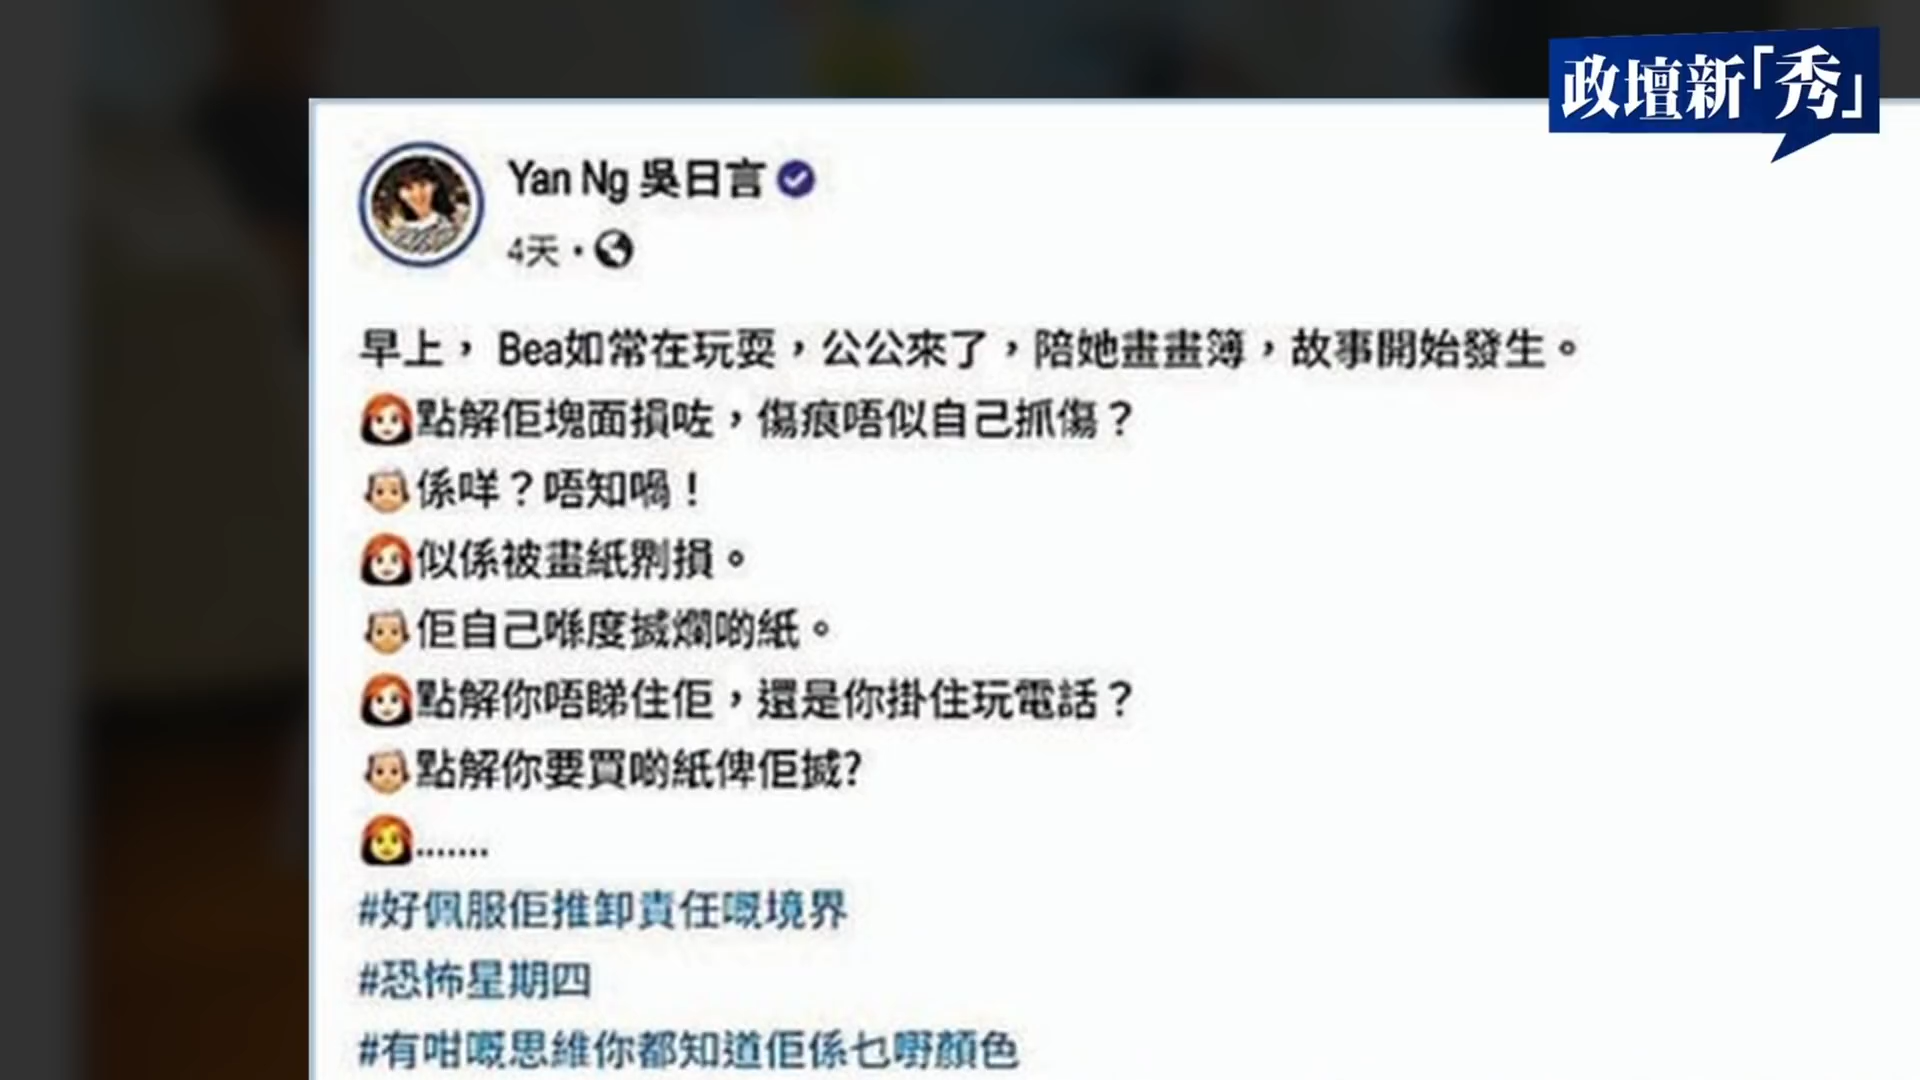 政壇新「秀」
Yan Ng 吳日言
4天・
早上， Bea如常在玩耍，公公來了，陪她畫畫簿，故事開始發生。
點解佢塊面損咗，傷痕唔似自己抓傷？
係咩？唔知喎！
似係被畫紙㓟損。
佢自己喺度搣爛啲紙。
點解你唔睇住佢，還是你掛住玩電話？
點解你要買啲紙俾佢搣?
.......
#好佩服佢推卸責任嘅境界
#恐怖星期四
#有咁嘅思維你都知道佢係乜嘢顏色